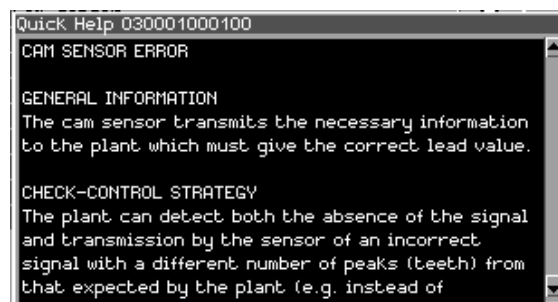 Quick Help 030001000100
CAM SENSOR ERROR
GENERAL INFORMATION
The cam sensor transmits the necessary information
to the plant which must give the correct lead value.
CHECK-CONTROL STRATEGY
The plant can detect both the absence of the signal
and transmission by the sensor of an incorrect
signal with a different number of peaks (teeth) from
that expected by the plant (e.g. instead of